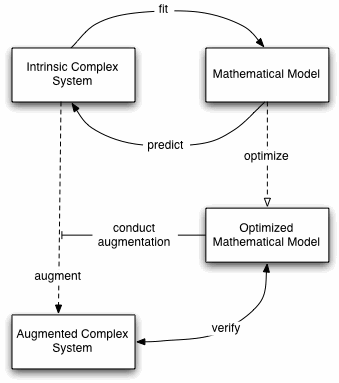 fit
Intrinsic Complex
System
Mathematical Model
predict
optimize
conduct
augmentation
Optimized
Mathematical Model
augment
verify
Augmented Complex
System